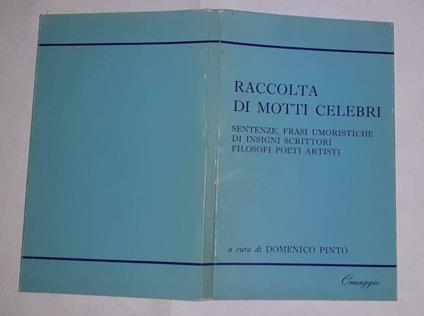 RACCOLTA
DI MOTTI CELEBRI
SENTENZE, FRASI UMORISTICHE
DI INSIGNI SCRITTORI
FILOSOFI POETI ARTISTI
a cura di DOMENICO PINTO
Omaggio